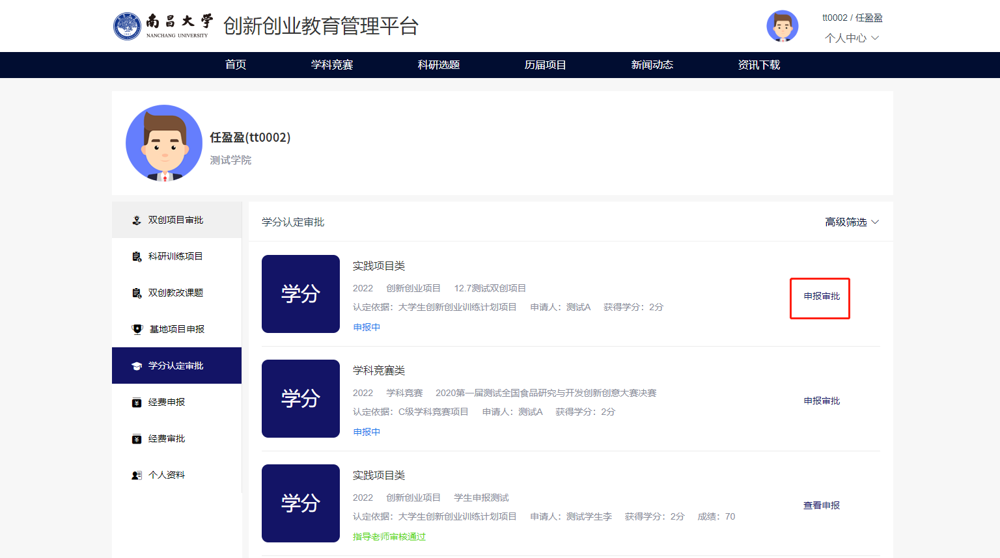 南昌大学
NANCHANG UNIVERSITY
创新创业教育管理平台
tt0002 / 任盈盈
个人中心
首页 学科竞赛 科研选题 历届项目 新闻动态 资讯下载
任盈盈(tt0002)
测试学院
双创项目审批
科研训练项目
双创教改课题
基地项目申报
学分认定审批
经费申报
经费审批
个人资料
学分认定审批 高级筛选
学分
实践项目类
2022 创新创业项目 12.7测试双创项目
认定依据：大学生创新创业训练计划项目 申请人：测试A 获得学分：2分
申报中
申报审批
学分
学科竞赛类
2022 学科竞赛 2020第一届测试全国食品研究与开发创新创意大赛决赛
认定依据：C级学科竞赛项目 申请人：测试A 获得学分：2分
申报中
申报审批
学分
实践项目类
2022 创新创业项目 学生申报测试
认定依据：大学生创新创业训练计划项目 申请人：测试学生李 获得学分：2分 成绩：70
指导老师审核通过
查看申报